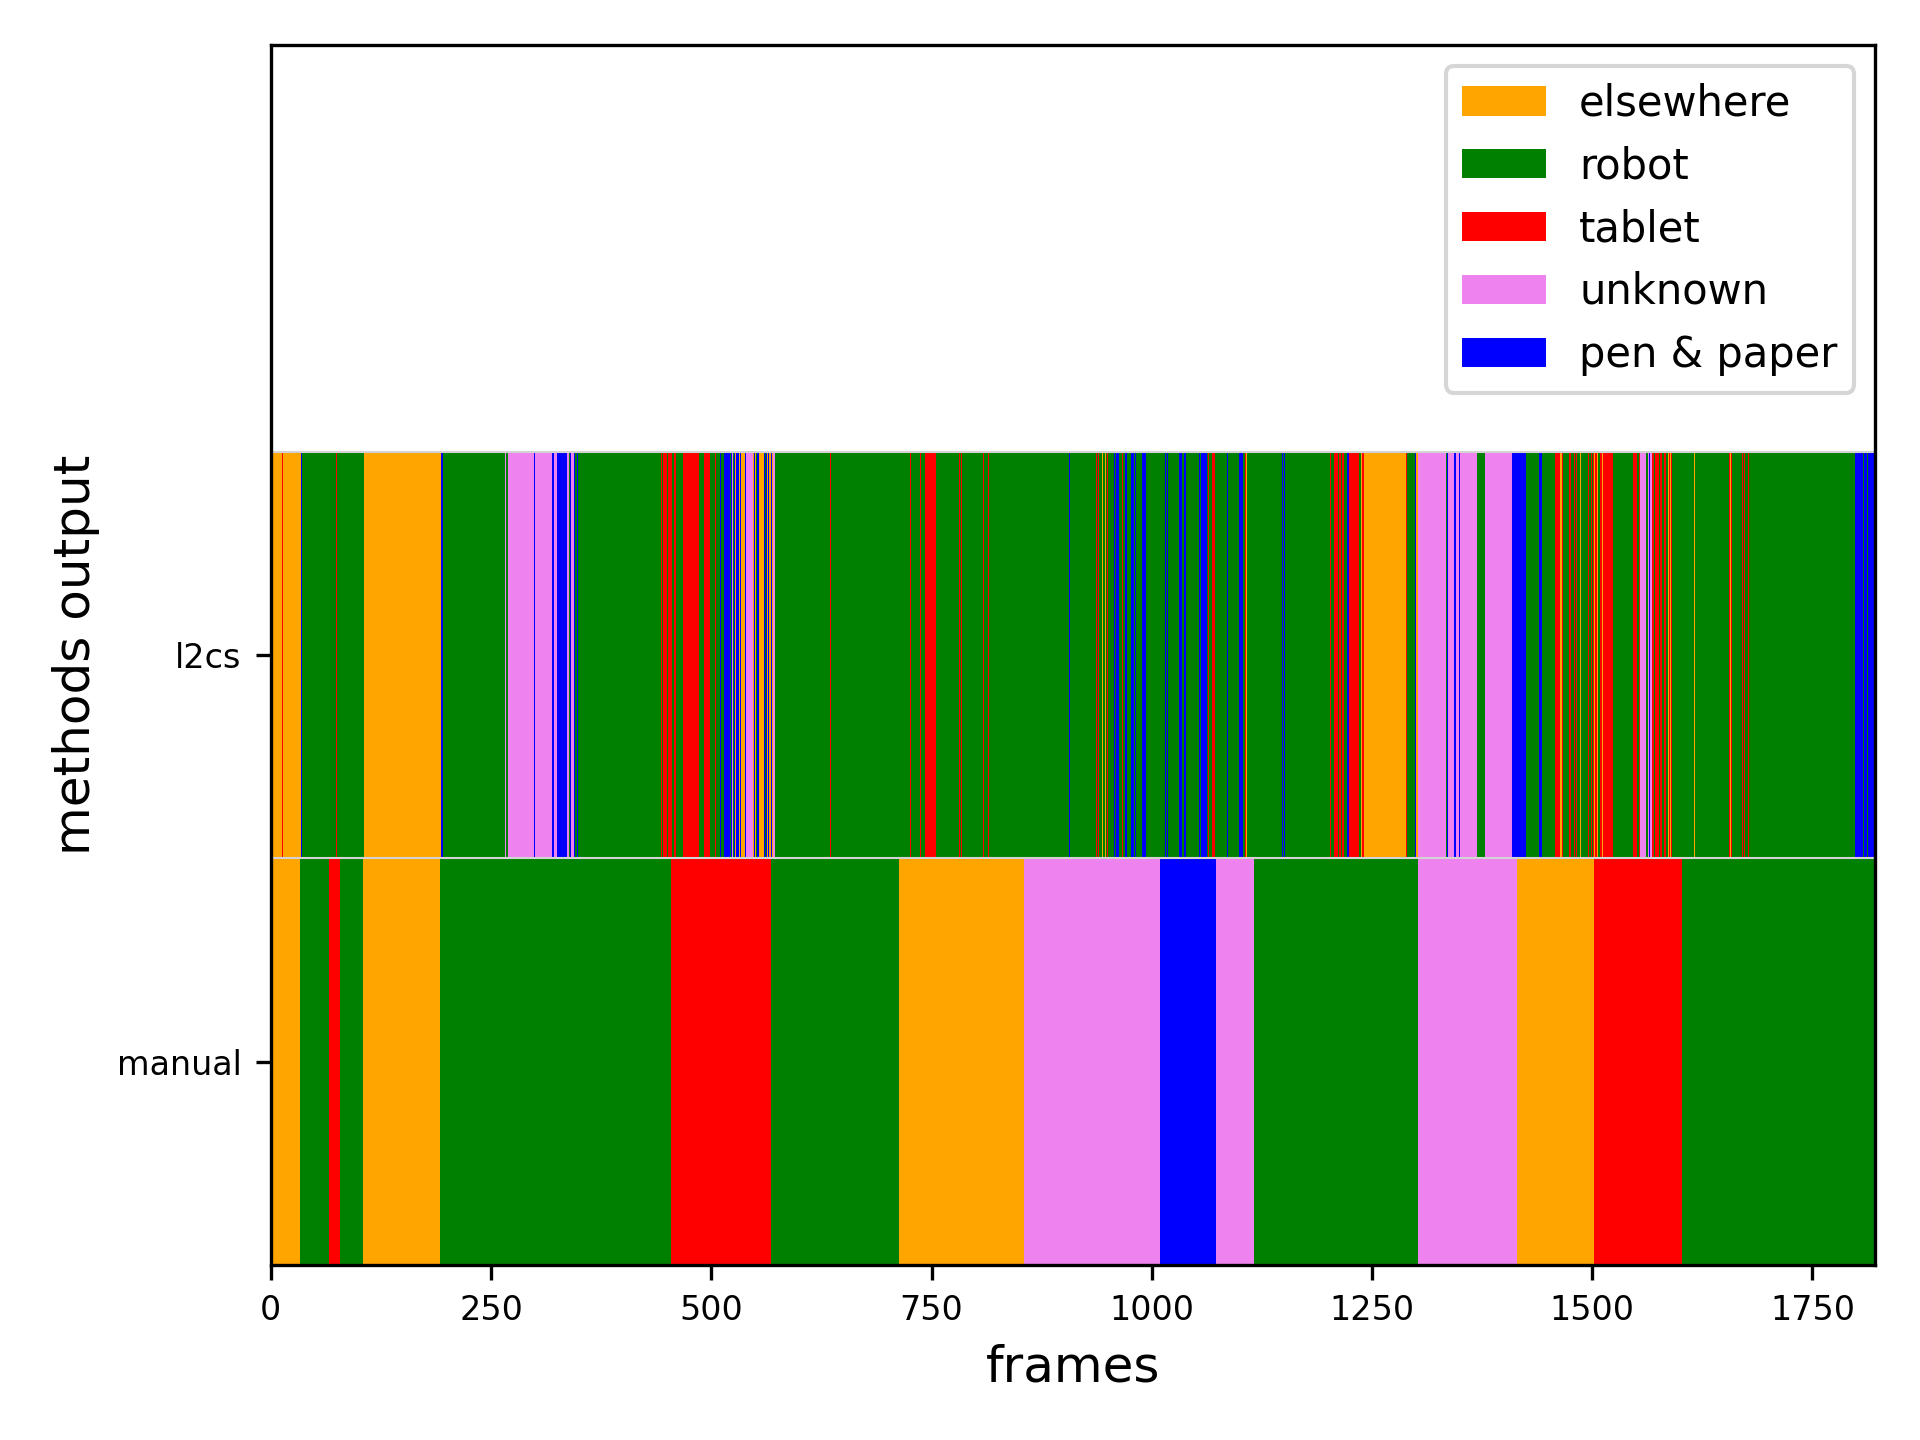 elsewhere
robot
tablet
unknown
pen & paper
methods output
l2cs
manual
0 250 500 750 1000 1250 1500 1750
frames